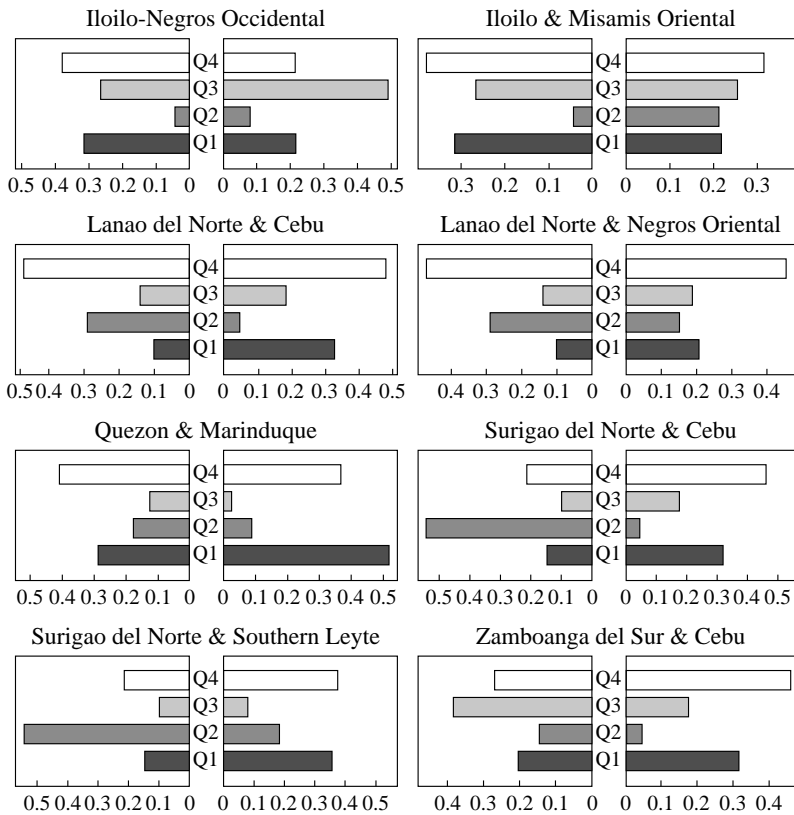 Iloilo-Negros Occidental
Q4
Q3
Q2
Q1
0.5 0.4 0.3 0.2 0.1 0 0 0.1 0.2 0.3 0.4 0.5
Iloilo & Misamis Oriental
Q4
Q3
Q2
Q1
0.3 0.2 0.1 0 0 0.1 0.2 0.3
Lanao del Norte & Cebu
Q4
Q3
Q2
Q1
0.5 0.4 0.3 0.2 0.1 0 0 0.1 0.2 0.3 0.4 0.5
Lanao del Norte & Negros Oriental
Q4
Q3
Q2
Q1
0.4 0.3 0.2 0.1 0 0 0.1 0.2 0.3 0.4
Quezon & Marinduque
Q4
Q3
Q2
Q1
0.5 0.4 0.3 0.2 0.1 0 0 0.1 0.2 0.3 0.4 0.5
Surigao del Norte & Cebu
Q4
Q3
Q2
Q1
0.5 0.4 0.3 0.2 0.1 0 0 0.1 0.2 0.3 0.4 0.5
Surigao del Norte & Southern Leyte
Q4
Q3
Q2
Q1
0.5 0.4 0.3 0.2 0.1 0 0 0.1 0.2 0.3 0.4 0.5
Zamboanga del Sur & Cebu
Q4
Q3
Q2
Q1
0.4 0.3 0.2 0.1 0 0 0.1 0.2 0.3 0.4